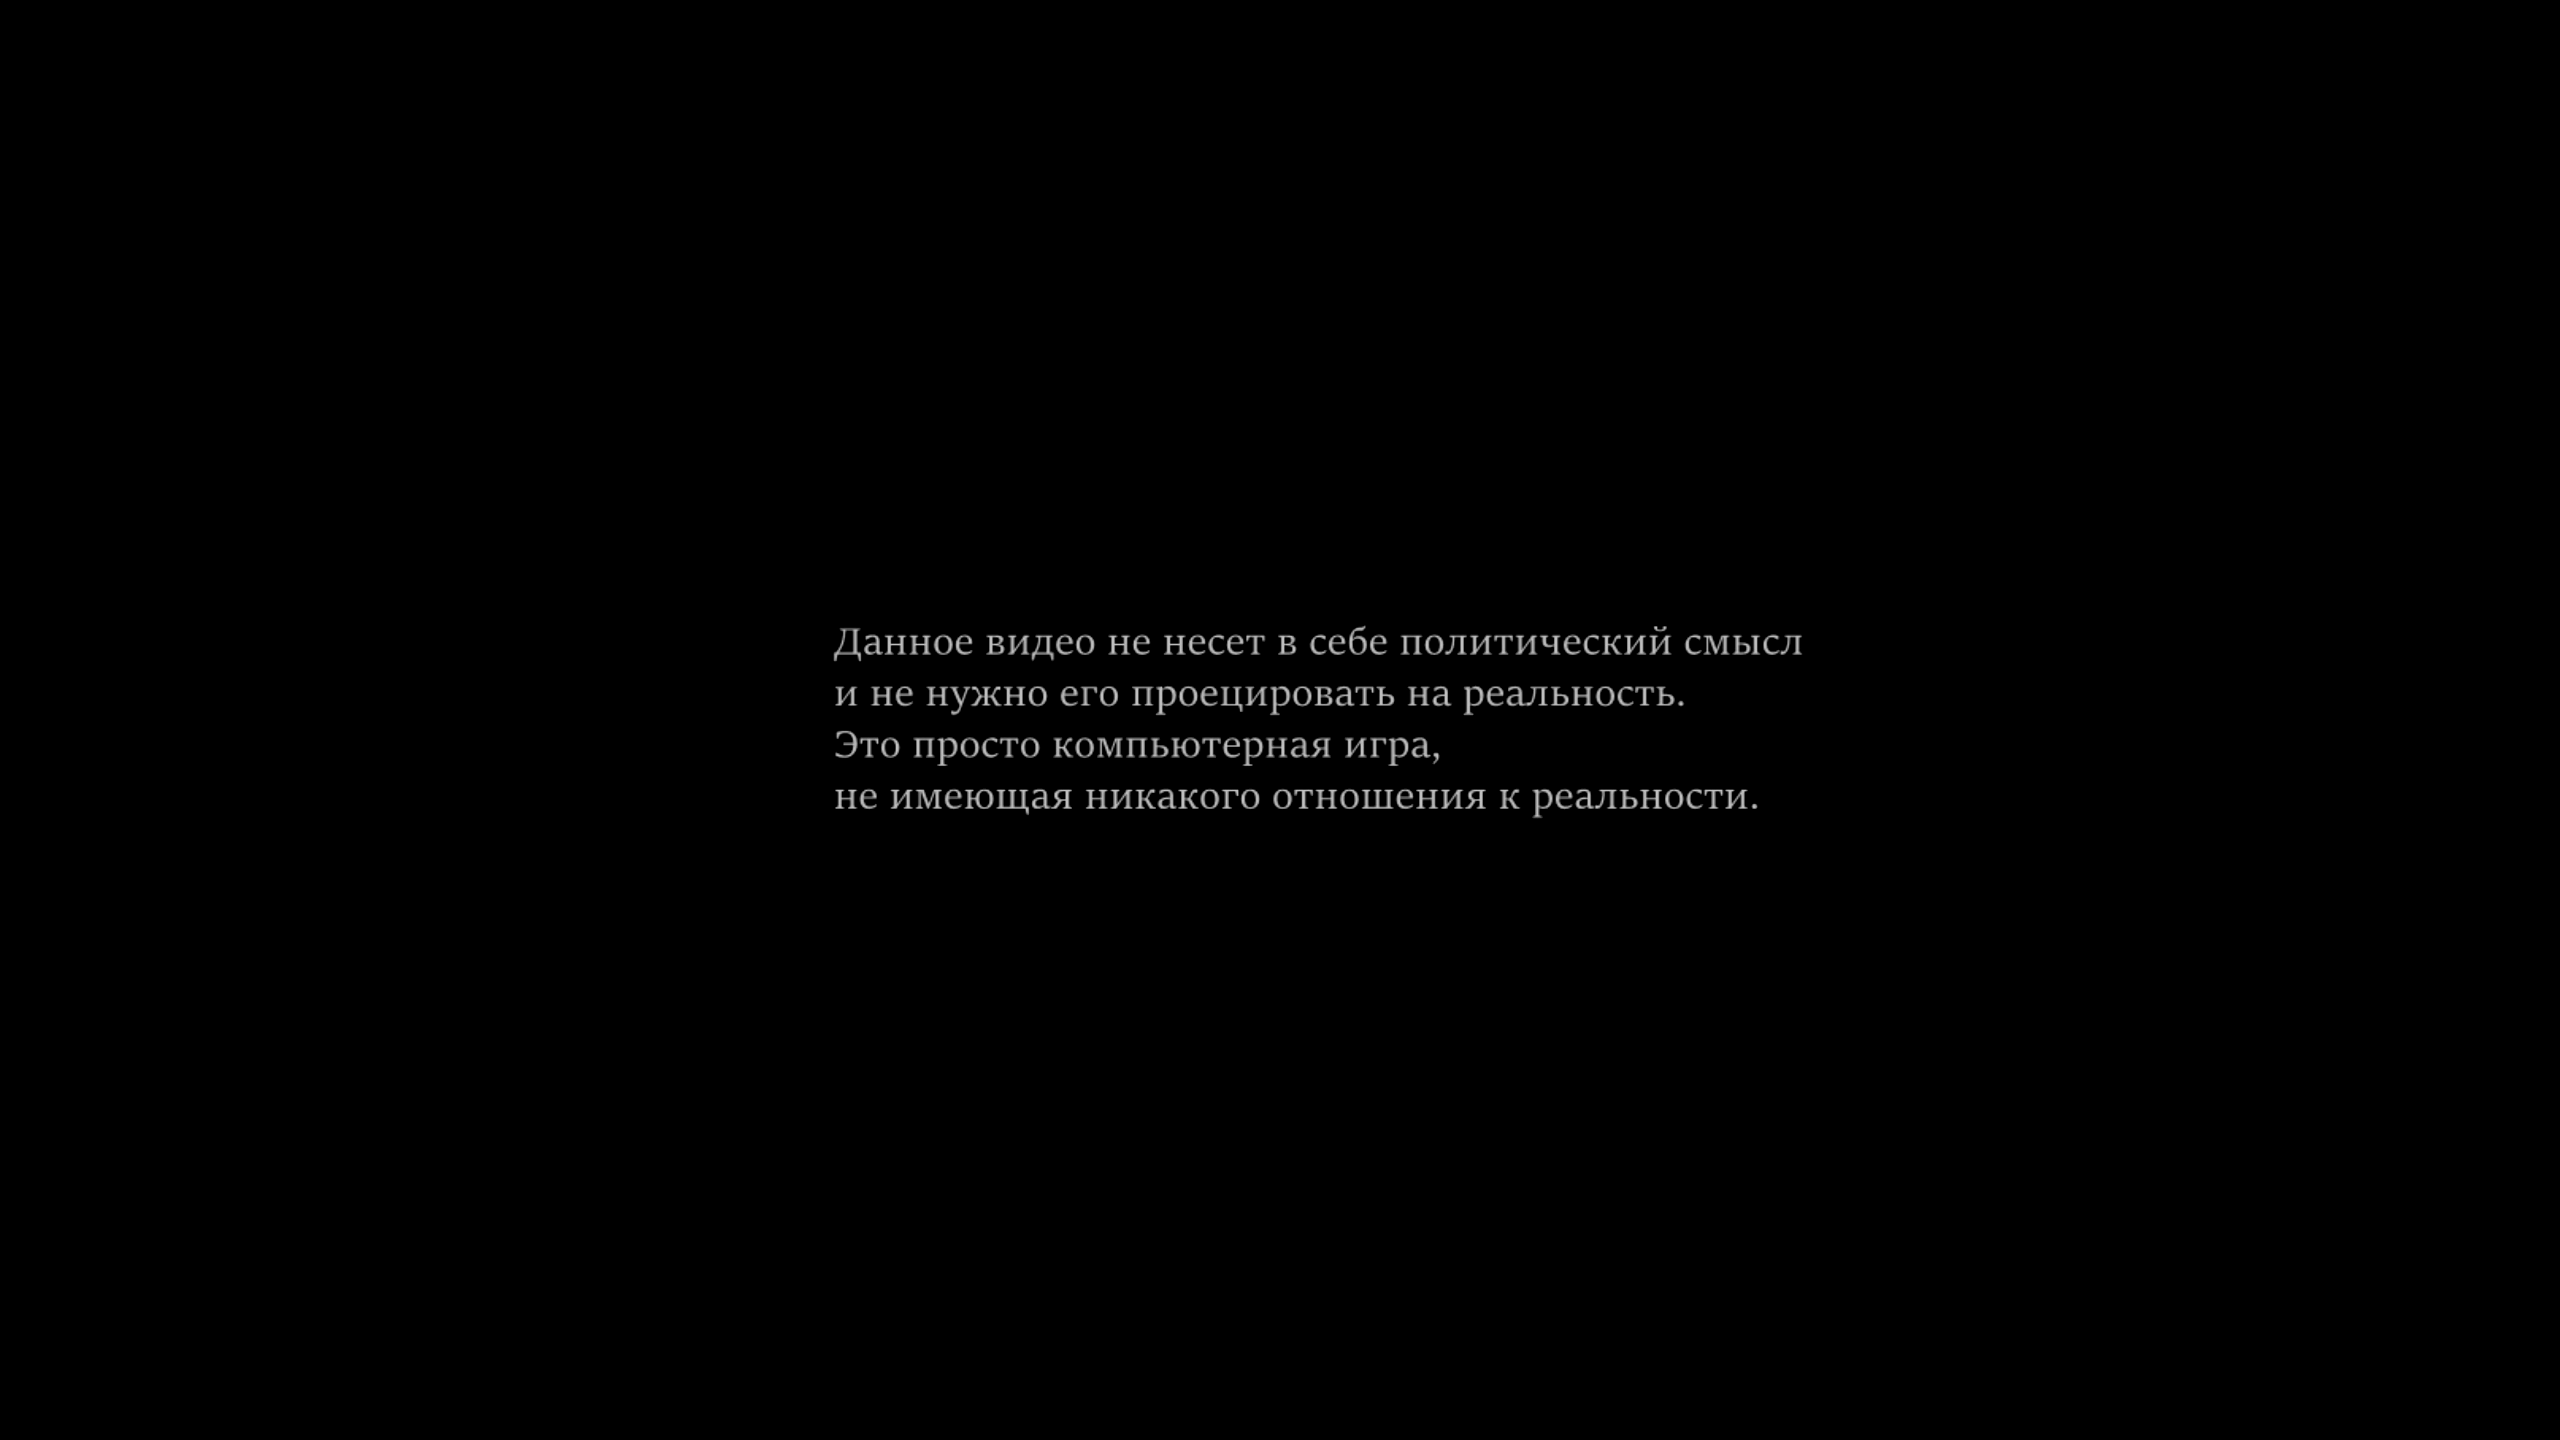 Данное видео не несет в себе политический смысл
и не нужно его проецировать на реальность.
Это просто компьютерная игра,
не имеющая никакого отношения к реальности.